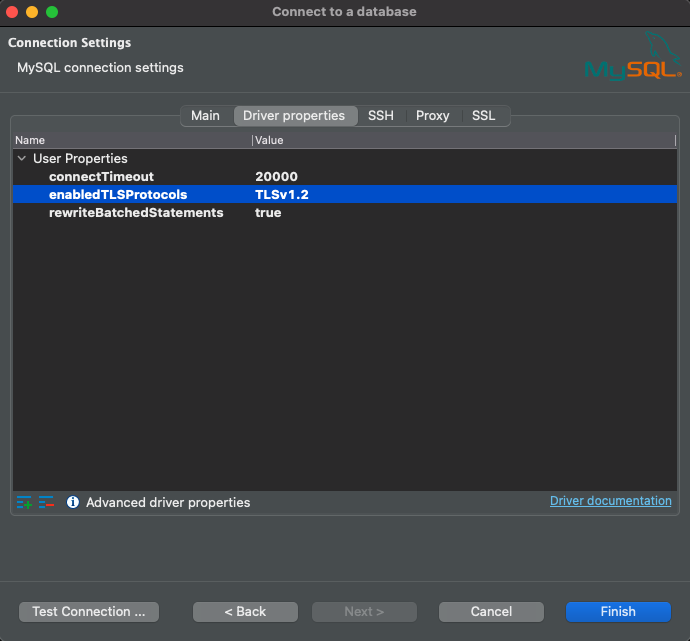 Connect to a database
Connection Settings
MySQL connection settings
MySQL®
Main Driver properties SSH Proxy SSL
Name Value
User Properties
connectTimeout 20000
enabledTLSProtocols TLSv1.2
rewriteBatchedStatements true
Advanced driver properties Driver documentation
Test Connection ... < Back Next > Cancel Finish